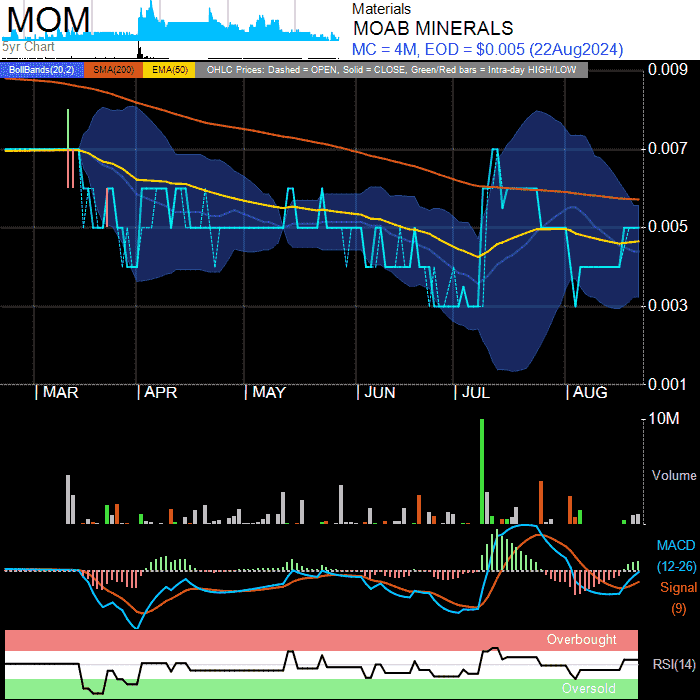 MOM
5yr Chart
Materials
MOAB MINERALS
MC = 4M, EOD = $0.005 (22Aug2024)
BollBands(20,2) SMA(200) EMA(50) OHLC Prices: Dashed = OPEN, Solid = CLOSE, Green/Red bars = Intra-day HIGH/LOW
0.009
0.007
0.005
0.003
0.001
MAR APR MAY JUN JUL AUG
10M
Volume
MACD
(12-26)
Signal
(9)
Overbought
RSI(14)
Oversold